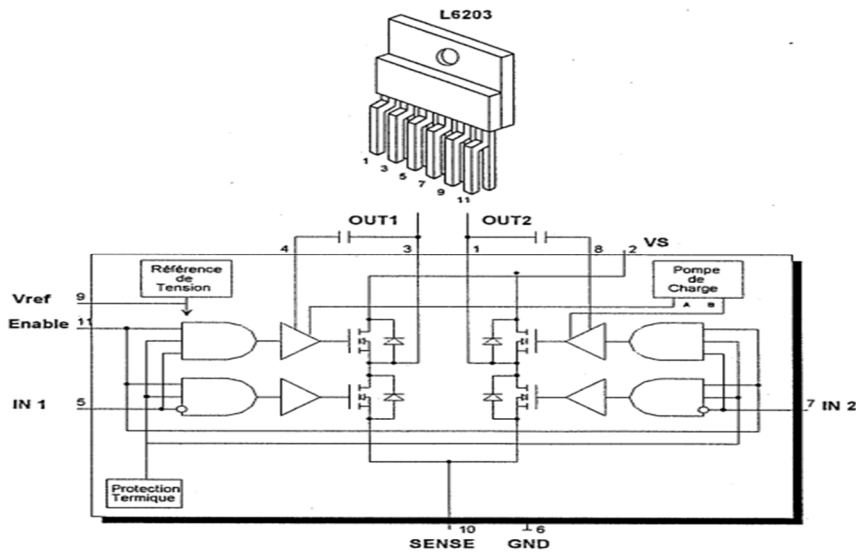 L6203
1
3
5
7
9
11
OUT1
OUT2
4
3
1
8
2
VS
Référence
de
Tension
Pompe
de
Charge
A B
Vref
9
Enable
11
IN 1
5
7
IN 2
Protection
Termique
10
6
SENSE
GND